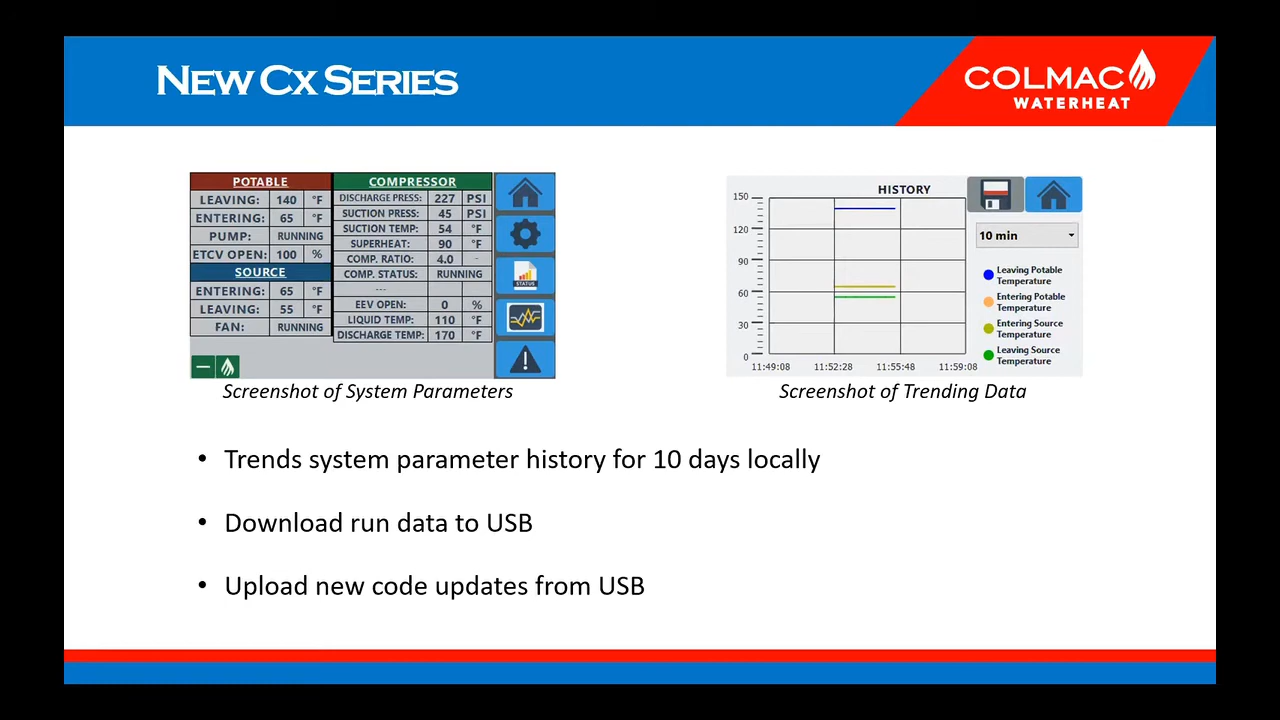 NEW CX SERIES
COLMAC
WATERHEAT
POTABLE
LEAVING: 140 °F
ENTERING: 65 °F
PUMP: RUNNING
ETCV OPEN: 100 %
SOURCE
ENTERING: 65 °F
LEAVING: 55 °F
FAN: RUNNING
COMPRESSOR
DISCHARGE PRESS: 227 PSI
SUCTION PRESS: 45 PSI
SUCTION TEMP: 54 °F
SUPERHEAT: 90 °F
COMP. RATIO: 4.0 -
COMP. STATUS: RUNNING
---
EEV OPEN: 0 %
LIQUID TEMP: 110 °F
DISCHARGE TEMP: 170 °F
STATUS
Screenshot of System Parameters
HISTORY
150
120
90
60
30
0
11:49:08 11:52:28 11:55:48 11:59:08
10 min
Leaving Potable
Temperature
Entering Potable
Temperature
Entering Source
Temperature
Leaving Source
Temperature
Screenshot of Trending Data
• Trends system parameter history for 10 days locally
• Download run data to USB
• Upload new code updates from USB